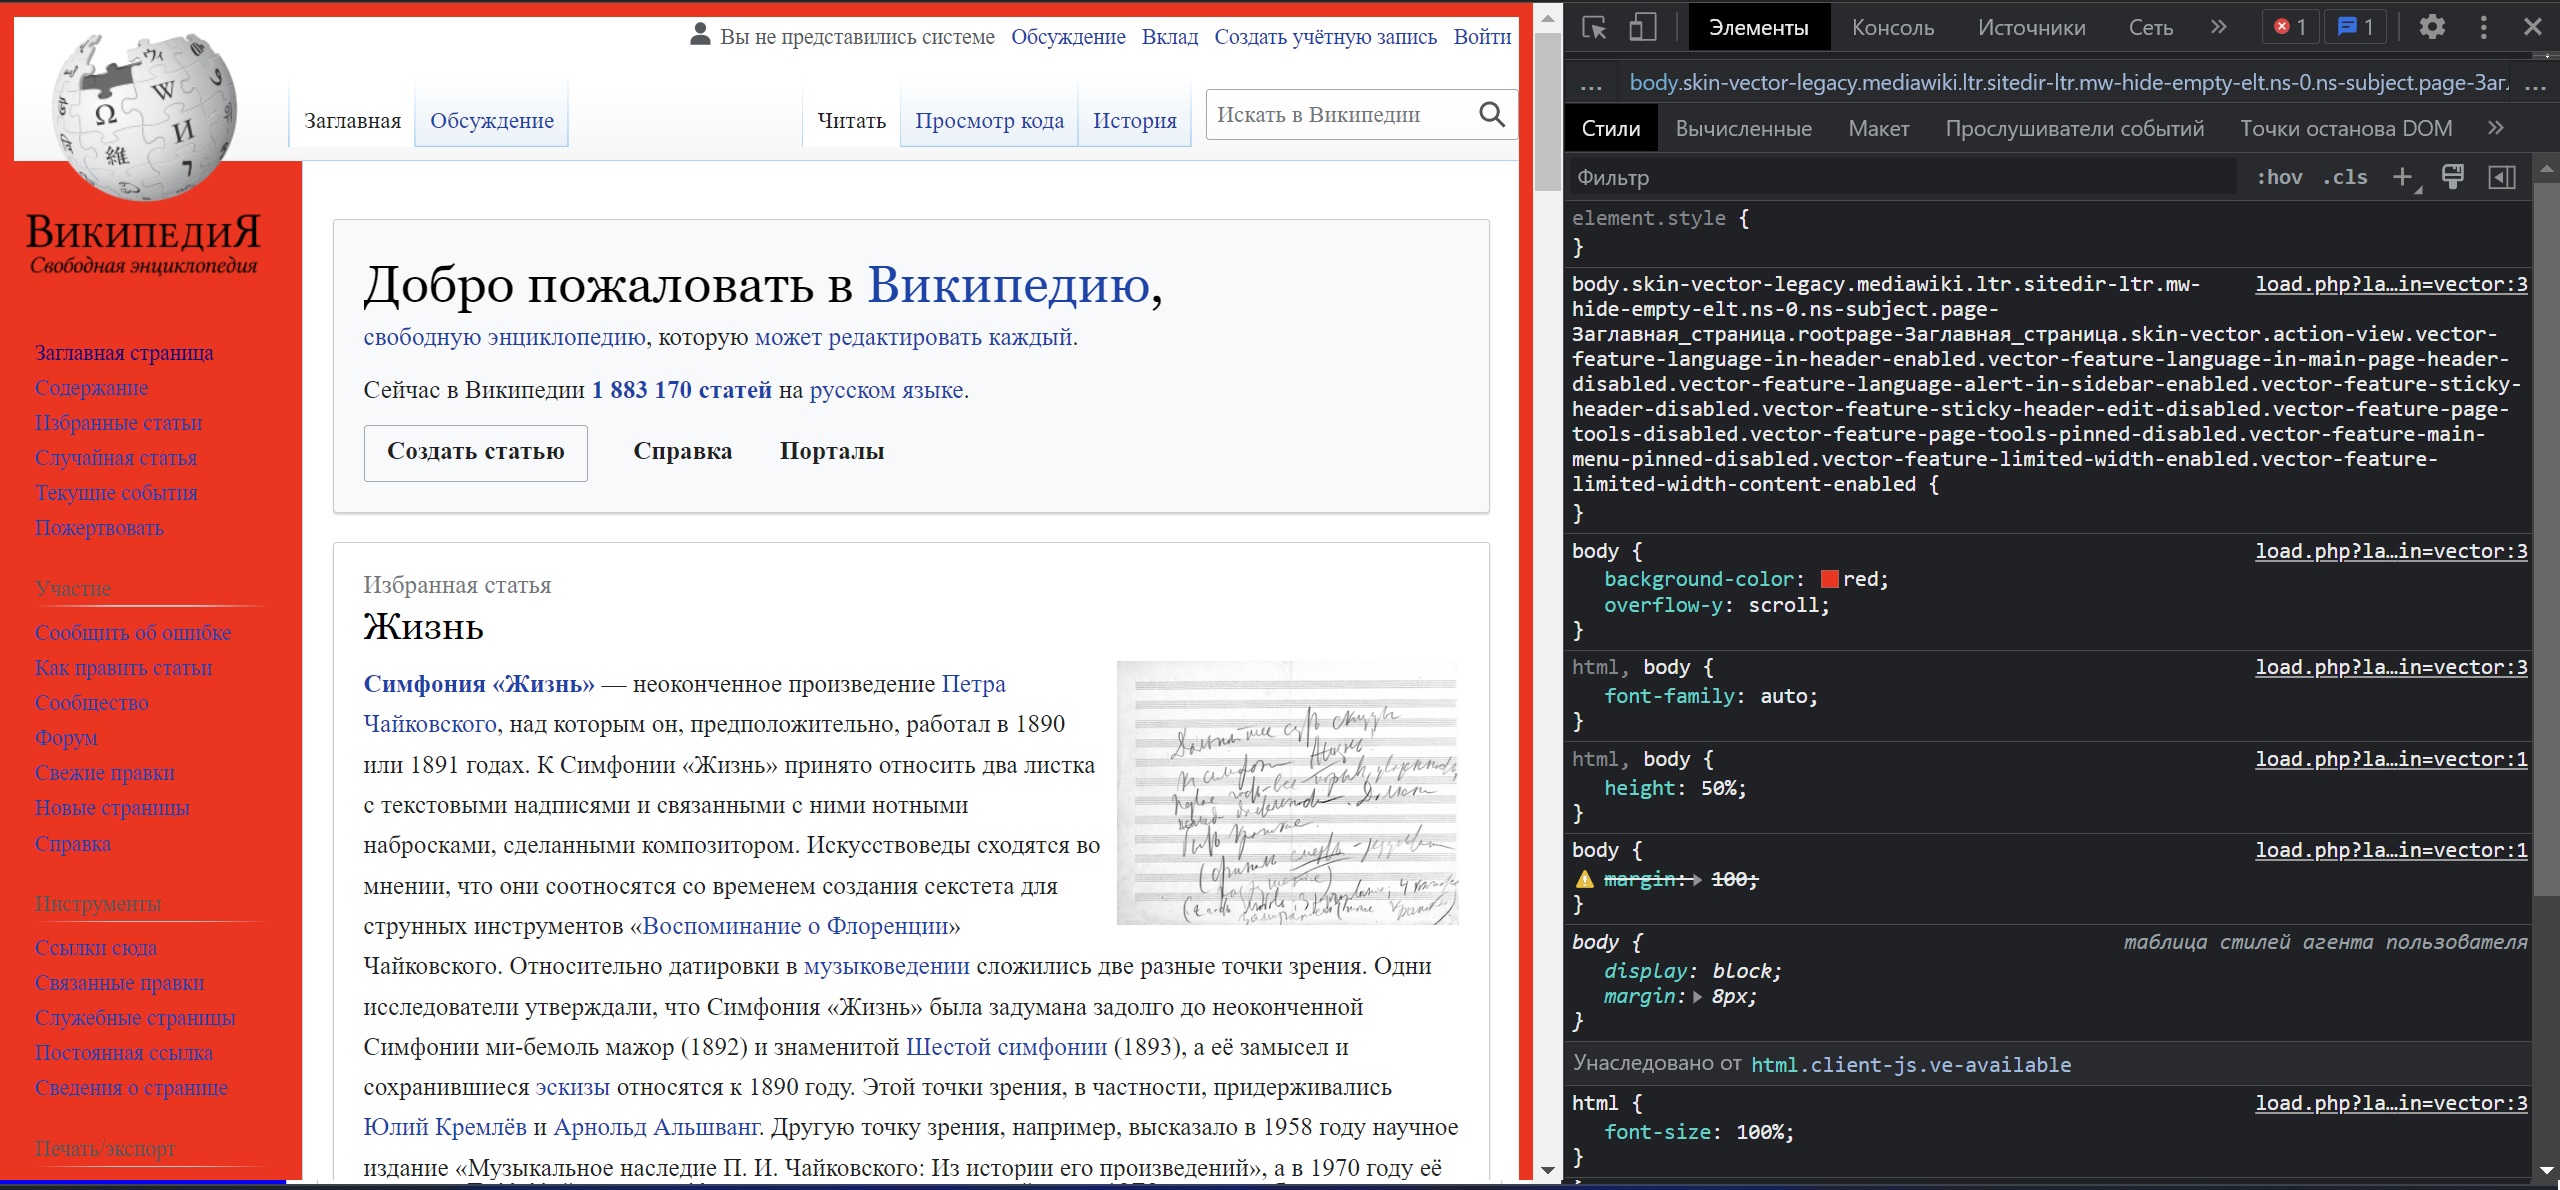 Вы не представились системе Обсуждение Вклад Создать учётную запись Войти
Заглавная Обсуждение Читать Просмотр кода История Искать в Википедии
ВикипедиЯ
Свободная энциклопедия
Заглавная страница
Содержание
Избранные статьи
Случайная статья
Текущие события
Пожертвовать
Участие
Сообщить об ошибке
Как править статьи
Сообщество
Форум
Свежие правки
Новые страницы
Справка
Инструменты
Ссылки сюда
Связанные правки
Служебные страницы
Постоянная ссылка
Сведения о странице
Печать/экспорт
Добро пожаловать в Википедию,
свободную энциклопедию, которую может редактировать каждый.
Сейчас в Википедии 1 883 170 статей на русском языке.
Создать статью Справка Порталы
Избранная статья
Жизнь
Симфония «Жизнь» — неоконченное произведение Петра
Чайковского, над которым он, предположительно, работал в 1890
или 1891 годах. К Симфонии «Жизнь» принято относить два листка
с текстовыми надписями и связанными с ними нотными
набросками, сделанными композитором. Искусствоведы сходятся во
мнении, что они соотносятся со временем создания секстета для
струнных инструментов «Воспоминание о Флоренции»
Чайковского. Относительно датировки в музыковедении сложились две разные точки зрения. Одни
исследователи утверждали, что Симфония «Жизнь» была задумана задолго до неоконченной
Симфонии ми-бемоль мажор (1892) и знаменитой Шестой симфонии (1893), а её замысел и
сохранившиеся эскизы относятся к 1890 году. Этой точки зрения, в частности, придерживались
Юлий Кремлёв и Арнольд Альшванг. Другую точку зрения, например, высказало в 1958 году научное
издание «Музыкальное наследие П. И. Чайковского: Из истории его произведений», а в 1970 году её
Элементы Консоль Источники Сеть » 1 1
... body.skin-vector-legacy.mediawiki.ltr.sitedir-ltr.mw-hide-empty-elt.ns-0.ns-subject.page-Заг. ...
Стили Вычисленные Макет Прослушиватели событий Точки останова DOM »
Фильтр :hov .cls +
element.style {
}
body.skin-vector-legacy.mediawiki.ltr.sitedir-ltr.mw- load.php?la…in=vector:3
hide-empty-elt.ns-0.ns-subject.page-
Заглавная_страница.rootpage-Заглавная_страница.skin-vector.action-view.vector-
feature-language-in-header-enabled.vector-feature-language-in-main-page-header-
disabled.vector-feature-language-alert-in-sidebar-enabled.vector-feature-sticky-
header-disabled.vector-feature-sticky-header-edit-disabled.vector-feature-page-
tools-disabled.vector-feature-page-tools-pinned-disabled.vector-feature-main-
menu-pinned-disabled.vector-feature-limited-width-enabled.vector-feature-
limited-width-content-enabled {
}
body { load.php?la…in=vector:3
background-color: red;
overflow-y: scroll;
}
html, body { load.php?la…in=vector:3
font-family: auto;
}
html, body { load.php?la…in=vector:1
height: 50%;
}
body { load.php?la…in=vector:1
margin: 100;
}
body { таблица стилей агента пользователя
display: block;
margin: 8px;
}
Унаследовано от html.client-js.ve-available
html { load.php?la…in=vector:3
font-size: 100%;
}